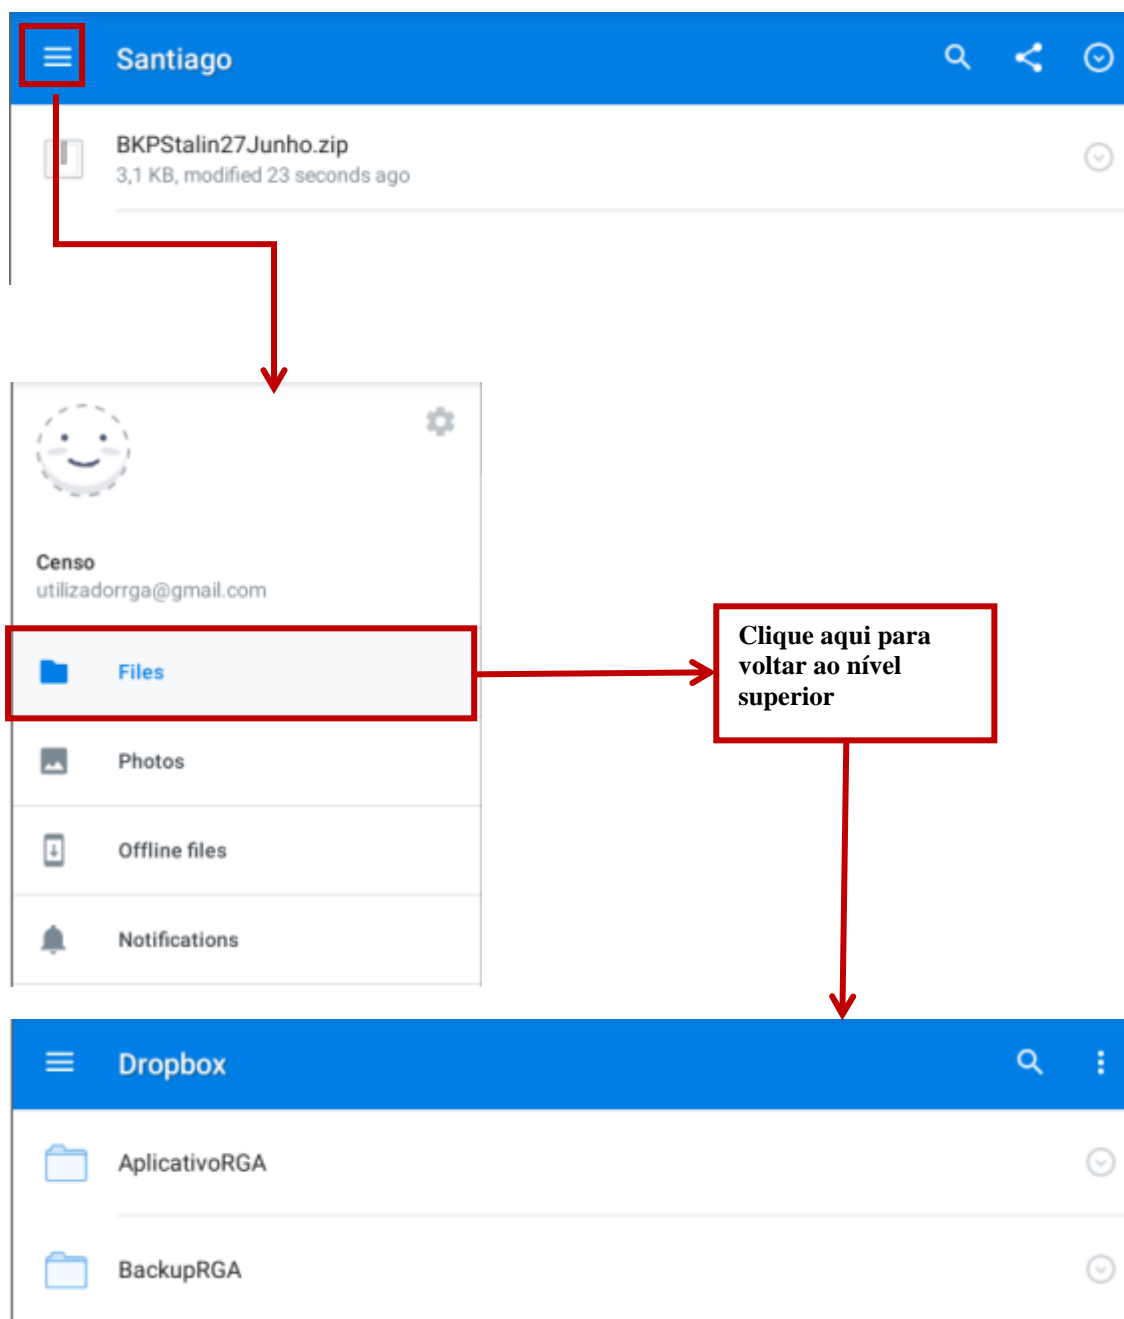 Santiago
BKPStalin27Junho.zip
3,1 KB, modified 23 seconds ago
Censo
utilizadorrga@gmail.com
Files
Clique aqui para
voltar ao nível
superior
Photos
Offline files
Notifications
Dropbox
AplicativoRGA
BackupRGA